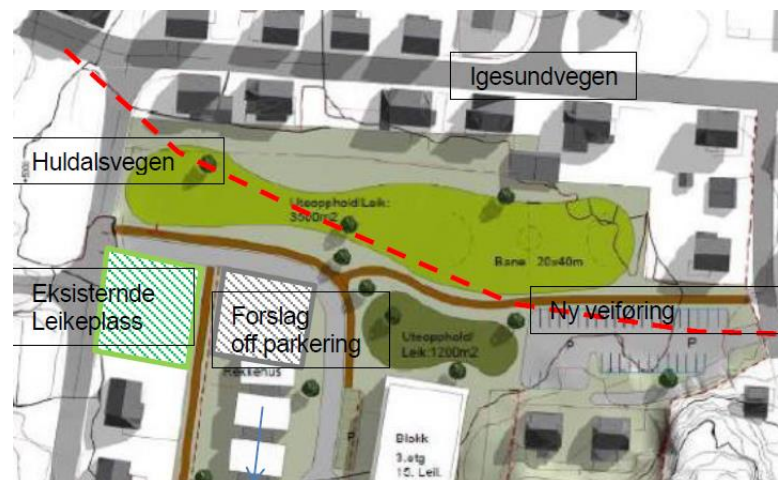 Igesundvegen
Huldalsvegen
Uteopphold/Leik:
3500m2
Bane 20x40m
Eksisternde
Leikeplass
Forslag
off parkering
Ny veiføring
Uteopphold/
Leik:1200m2
P
P
Rekkehus
P
Blokk
3.etg
15. Leil.